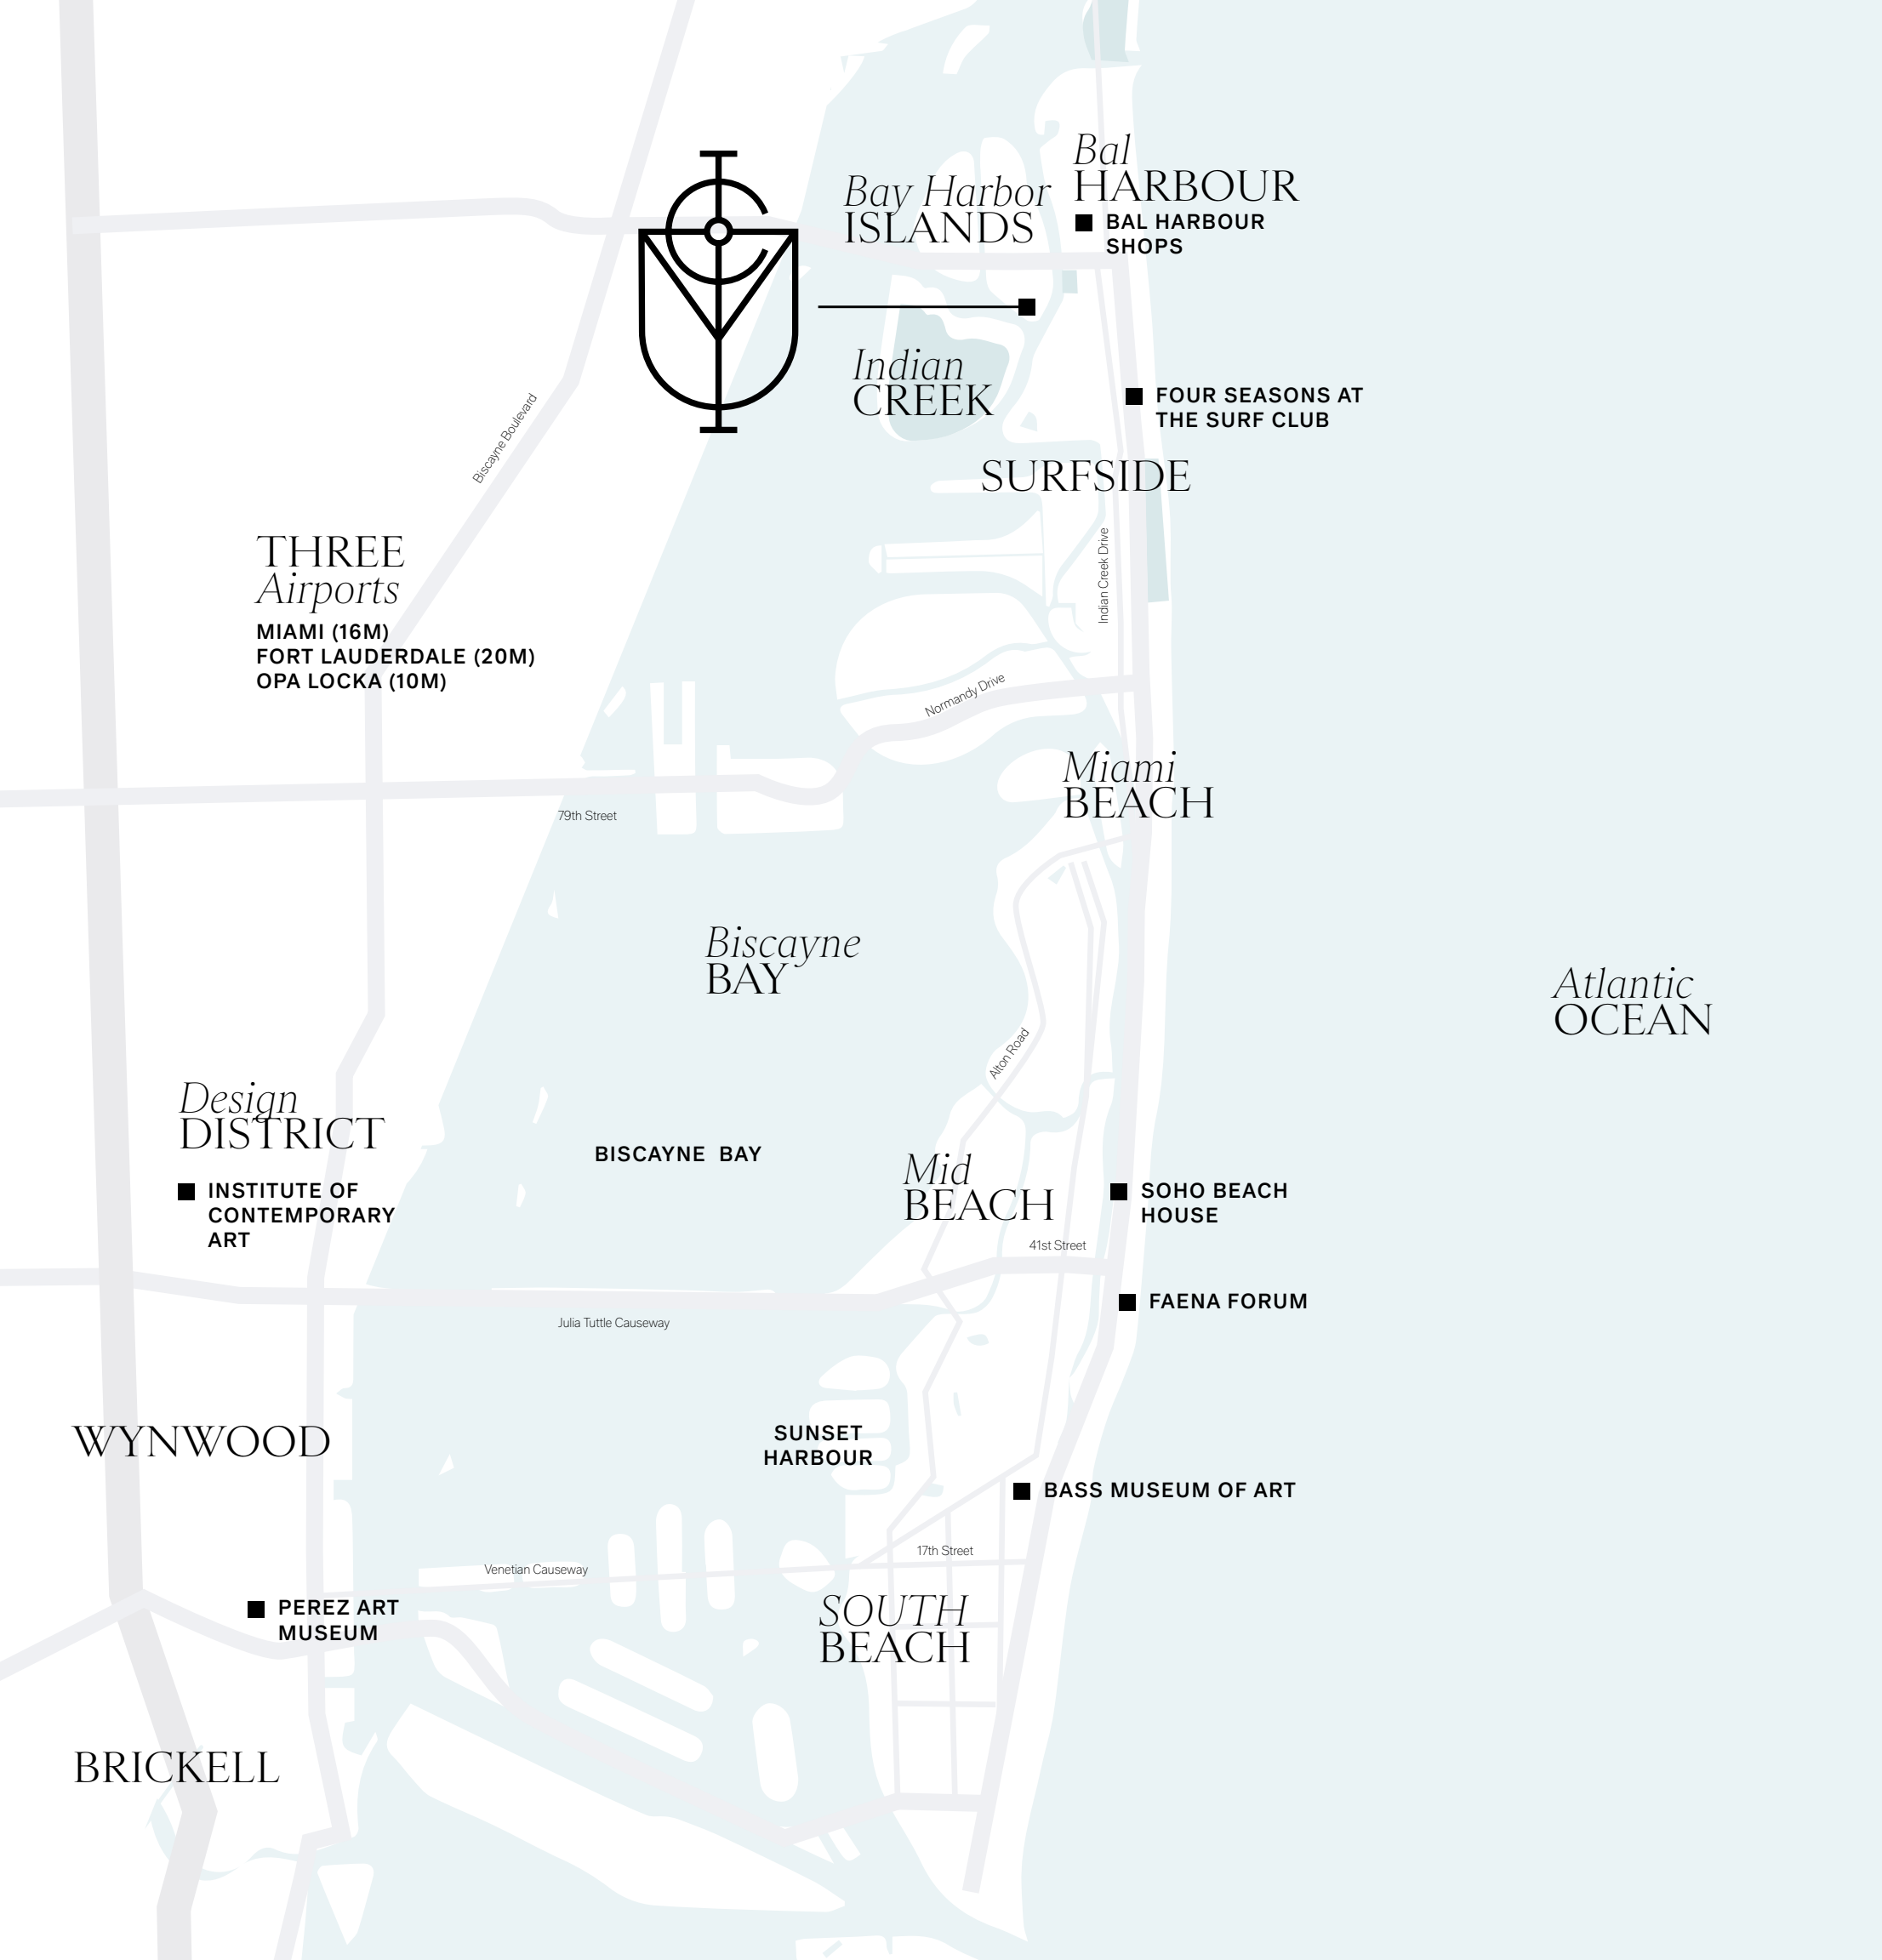 Bal
HARBOUR
BAL HARBOUR
SHOPS
Bay Harbor
ISLANDS
Indian
CREEK
FOUR SEASONS AT
THE SURF CLUB
Biscayne Boulevard
SURFSIDE
Indian Creek Drive
THREE
Airports
MIAMI (16M)
FORT LAUDERDALE (20M)
OPA LOCKA (10M)
Normandy Drive
Miami
BEACH
79th Street
Biscayne
BAY
Atlantic
OCEAN
Alton Road
Design
DISTRICT
INSTITUTE OF
CONTEMPORARY
ART
BISCAYNE BAY
Mid
BEACH
SOHO BEACH
HOUSE
41st Street
FAENA FORUM
Julia Tuttle Causeway
WYNWOOD
SUNSET
HARBOUR
BASS MUSEUM OF ART
17th Street
Venetian Causeway
PEREZ ART
MUSEUM
SOUTH
BEACH
BRICKELL